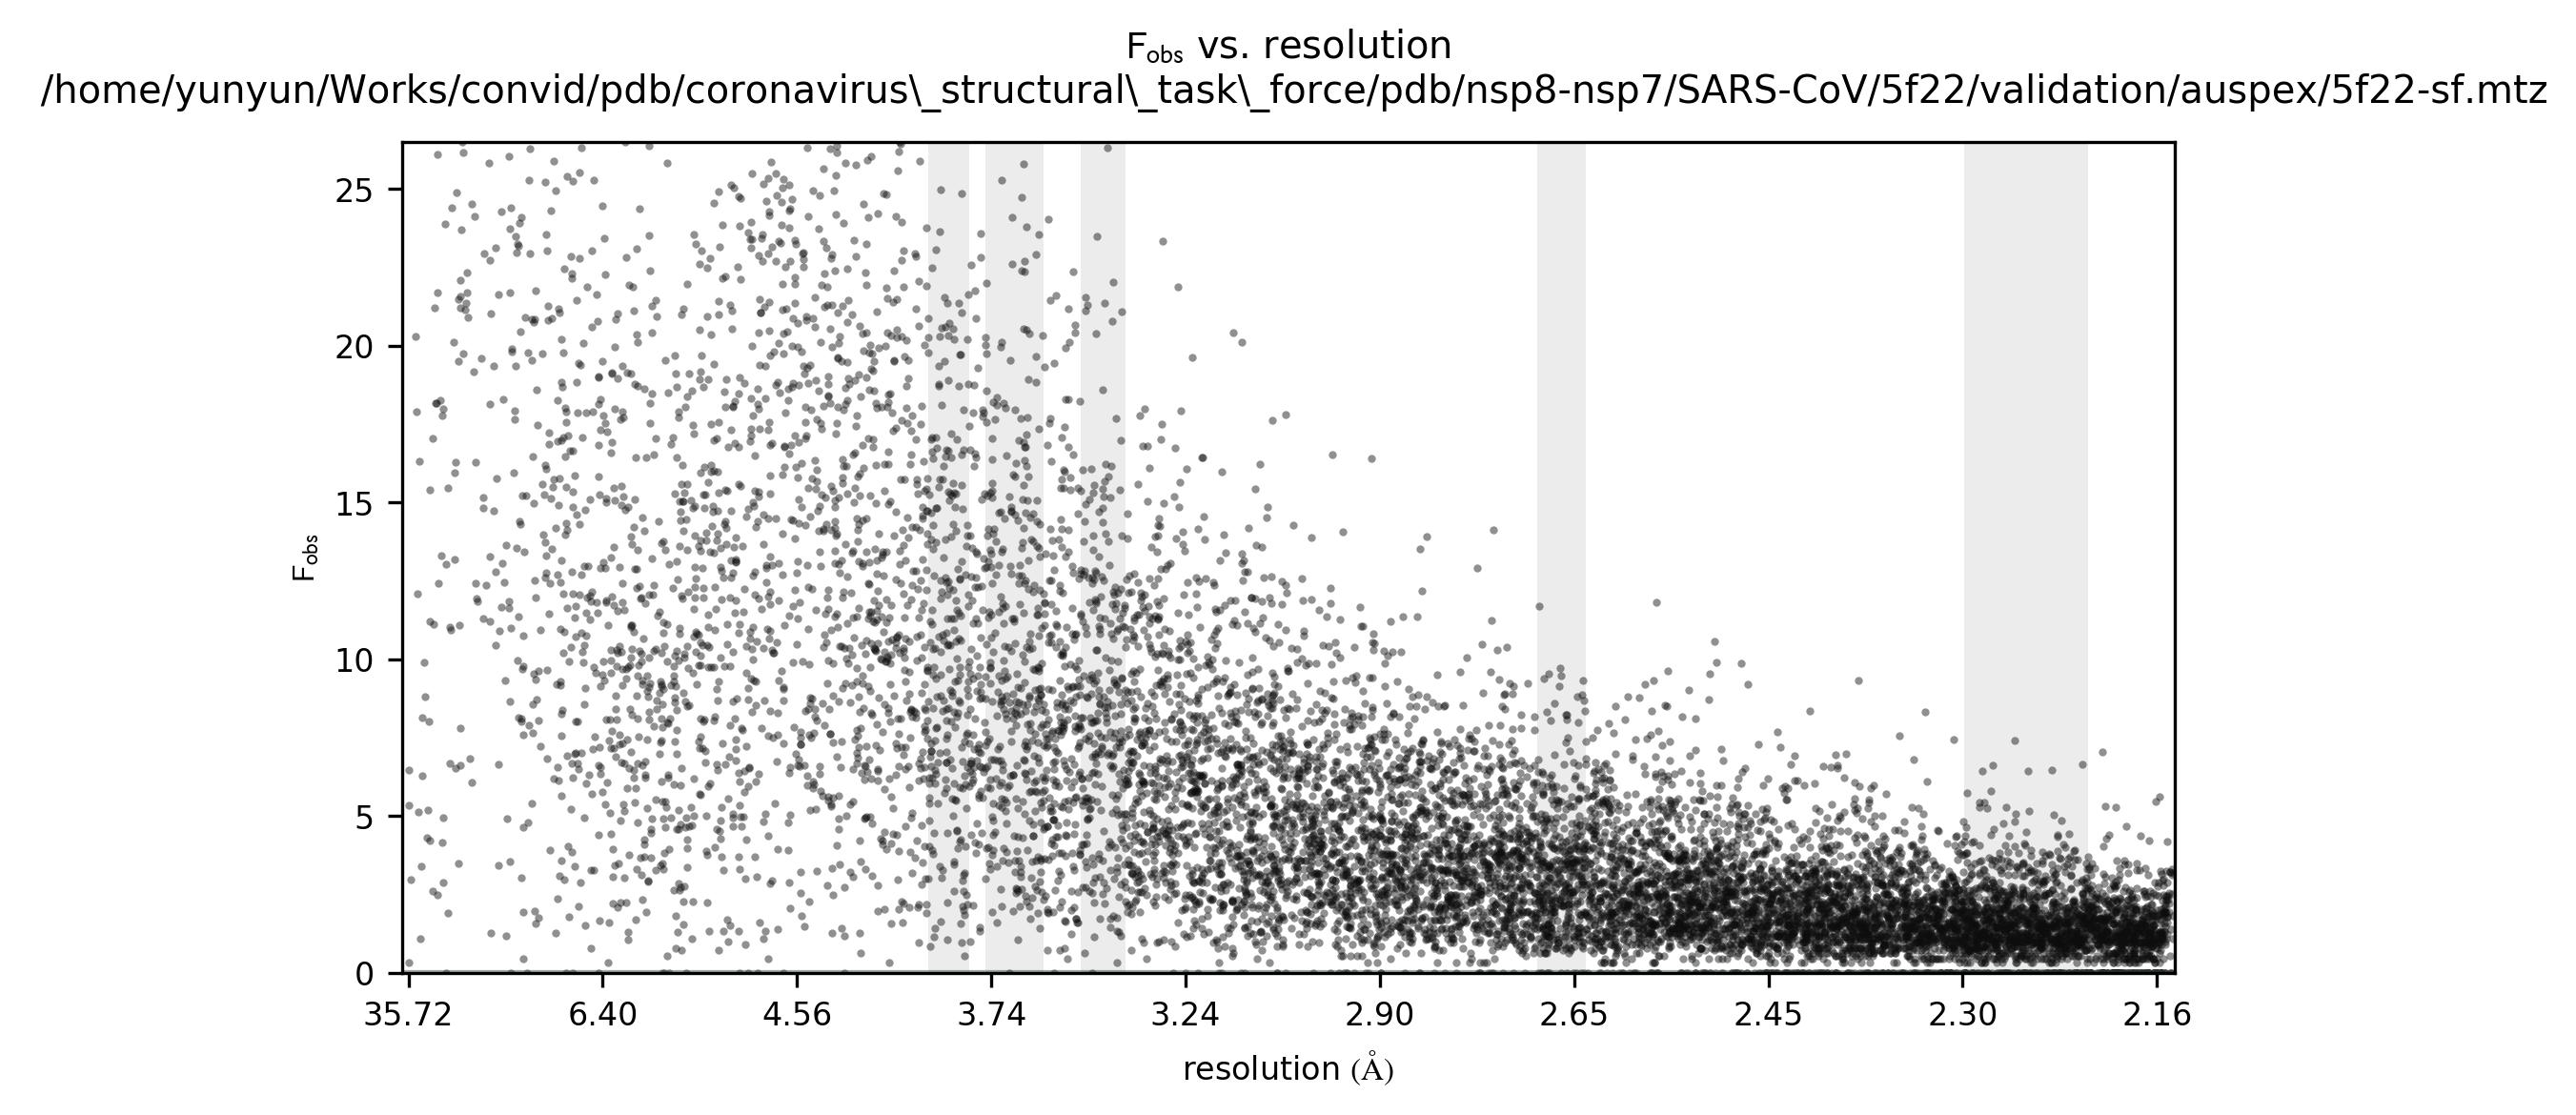 Fobs vs. resolution
/home/yunyun/Works/convid/pdb/coronavirus\_structural\_task\_force/pdb/nsp8-nsp7/SARS-CoV/5f22/validation/auspex/5f22-sf.mtz
25
20
15
10
5
0
Fobs
35.72 6.40 4.56 3.74 3.24 2.90 2.65 2.45 2.30 2.16
resolution (Å)